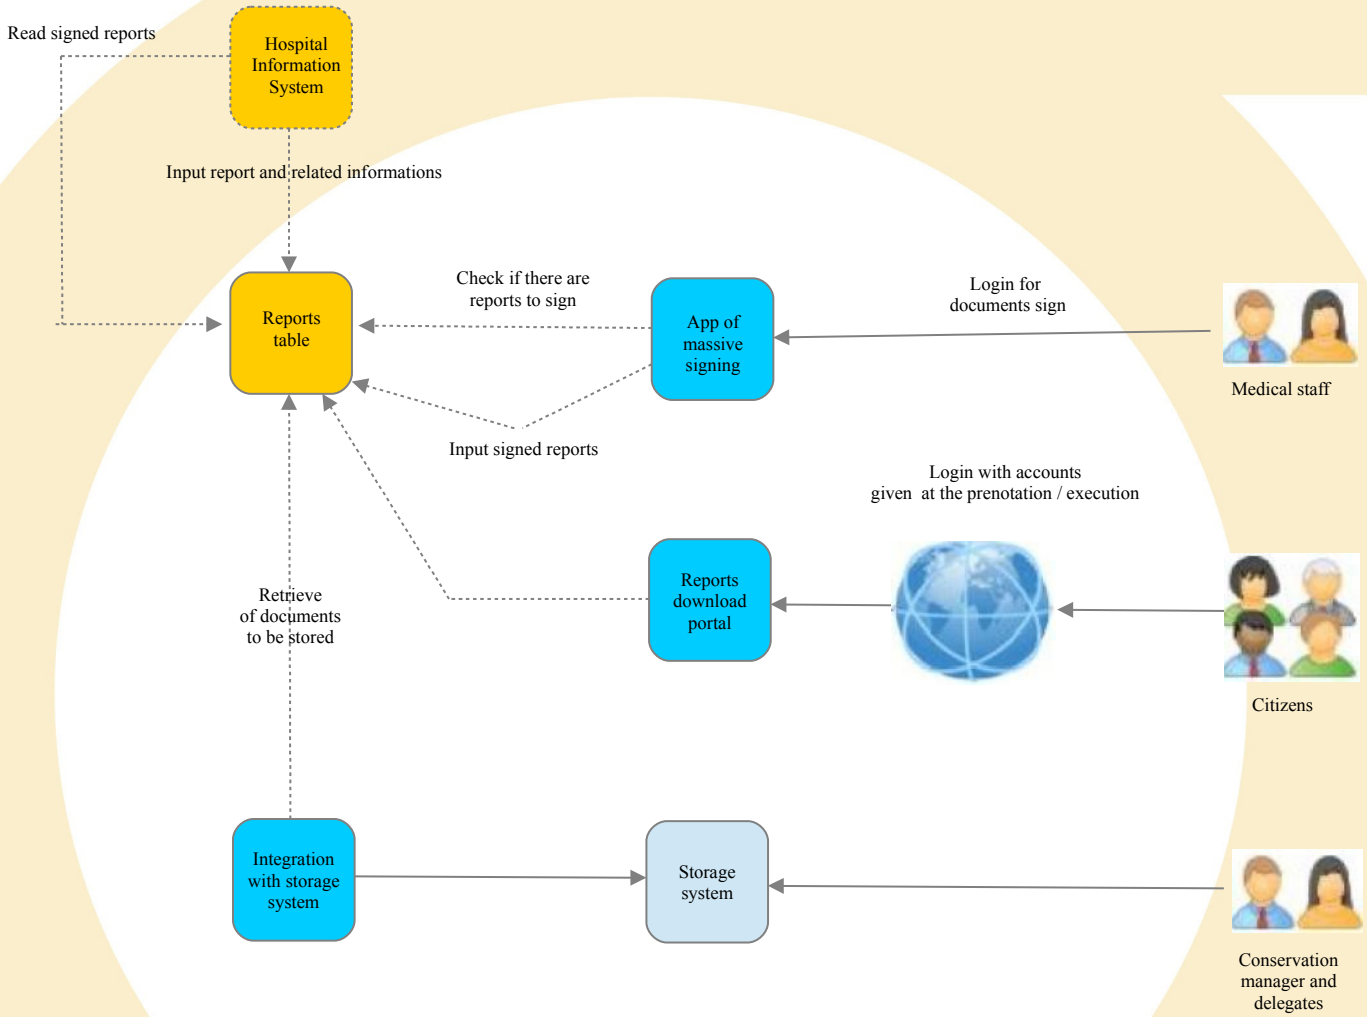 Read signed reports
Hospital
Information
System
Input report and related informations
Reports
table
Check if there are
reports to sign
App of
massive
signing
Login for
documents sign
Medical staff
Input signed reports
Login with accounts
given  at the prenotation / execution
Reports
download
portal
Retrieve
of documents
to be stored
Citizens
Integration
with storage
system
Storage
system
Conservation
manager and
delegates